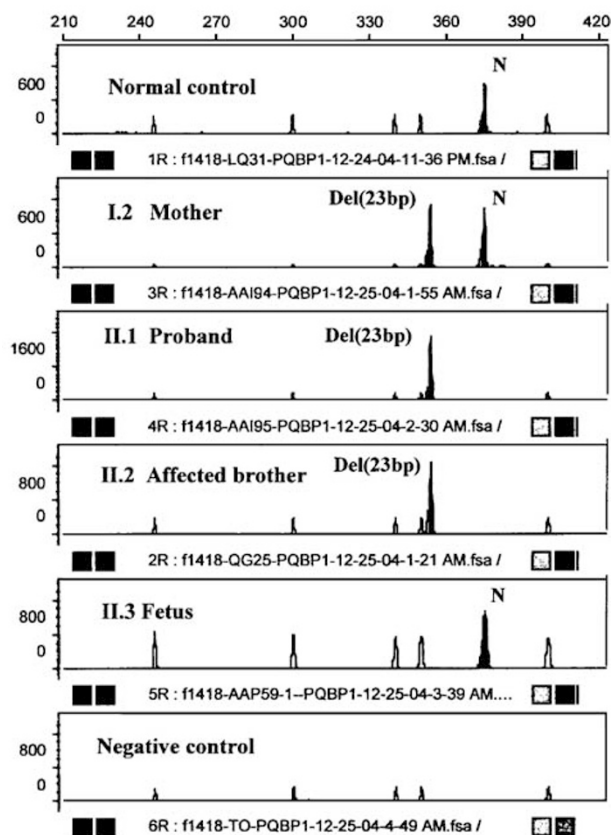 210 240 270 300 330 360 390 420
600
0
Normal control
N
1R : f1418-LQ31-PQBP1-12-24-04-11-36 PM.fsa /
600
0
I.2 Mother
Del(23bp)
N
3R : f1418-AAI94-PQBP1-12-25-04-1-55 AM.fsa /
1600
0
II.1 Proband
Del(23bp)
4R : f1418-AAI95-PQBP1-12-25-04-2-30 AM.fsa /
800
0
II.2 Affected brother
Del(23bp)
2R : f1418-QG25-PQBP1-12-25-04-1-21 AM.fsa /
800
0
II.3 Fetus
N
5R : f1418-AAP59-1--PQBP1-12-25-04-3-39 AM....
800
0
Negative control
6R : f1418-TO-PQBP1-12-25-04-4-49 AM.fsa /